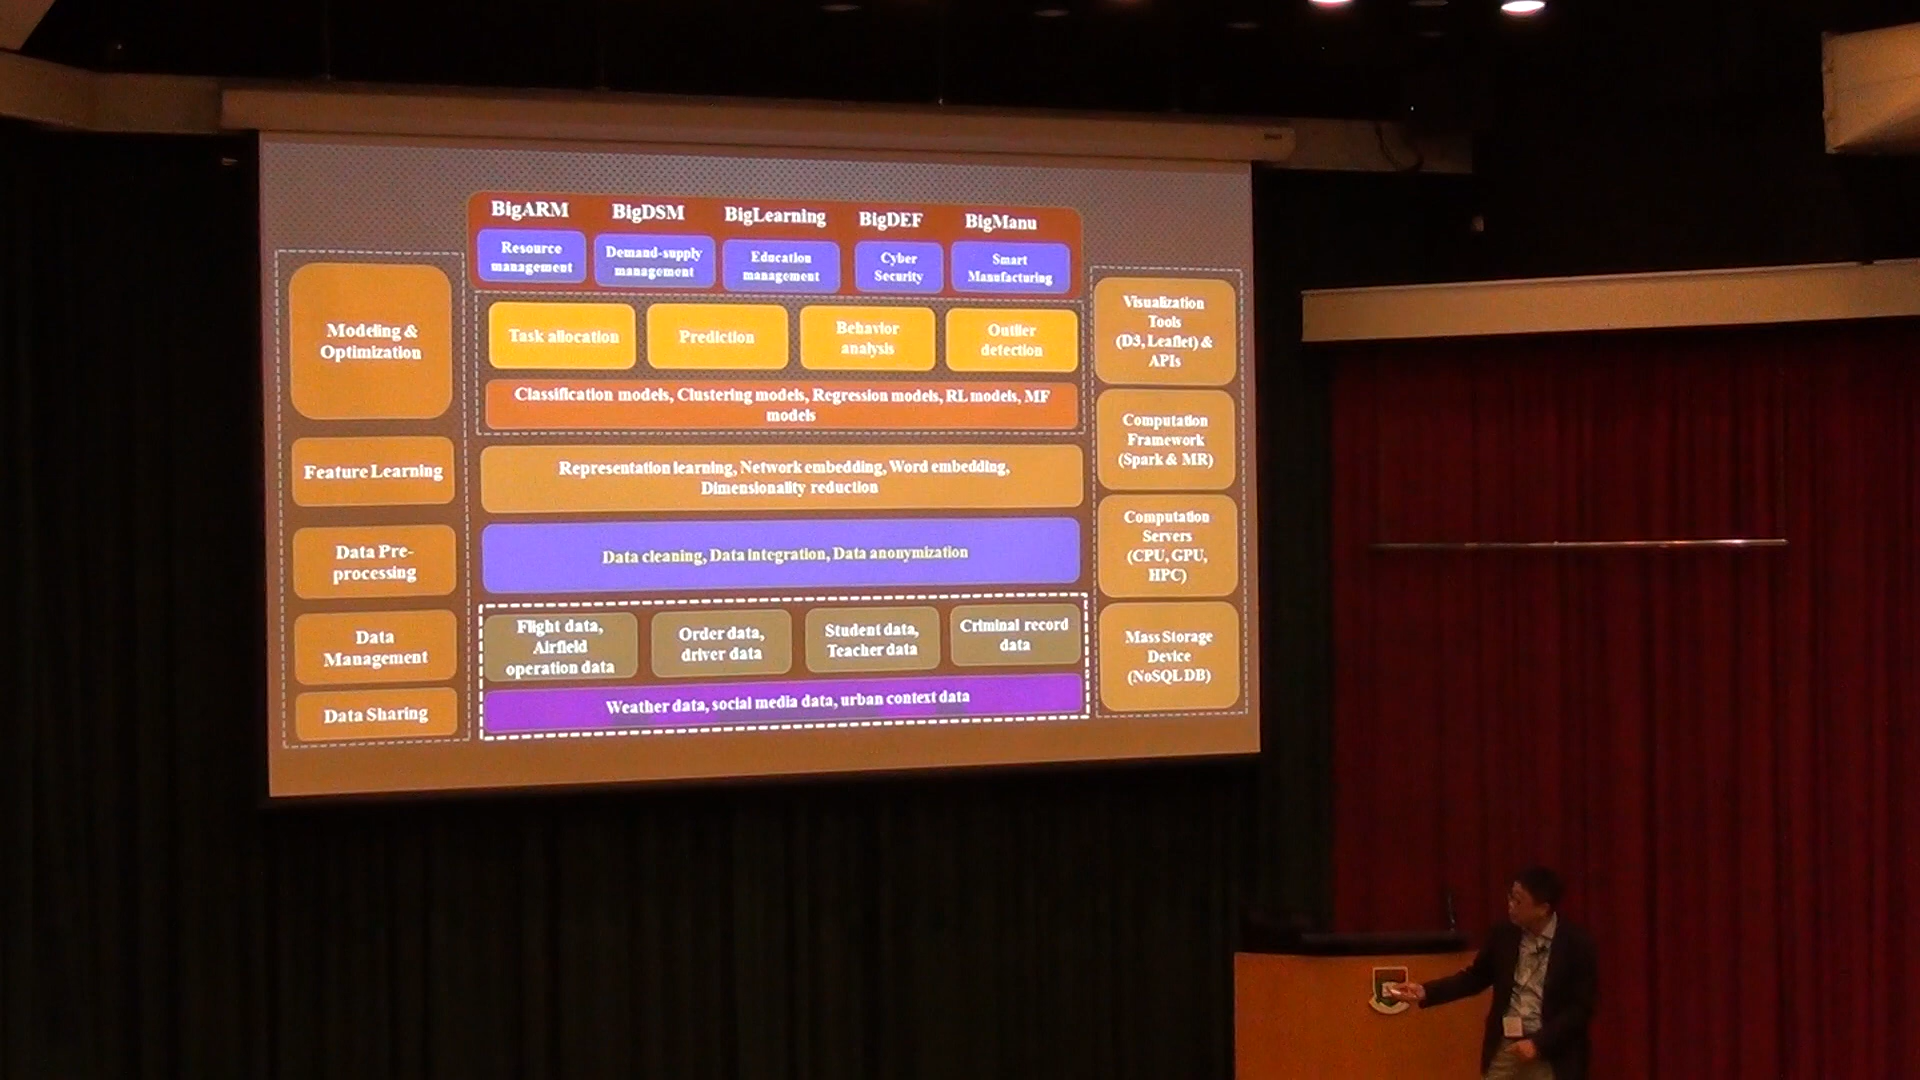 BigARM BigDSM BigLearning BigDEF BigManu
Resource
management
Demand-supply
management
Education
management
Cyber
Security
Smart
Manufacturing
Modeling &
Optimization
Task allocation
Prediction
Behavior
analysis
Outlier
detection
Classification models, Clustering models, Regression models, RL models, MF
models
Feature Learning
Representation learning, Network embedding, Word embedding,
Dimensionality reduction
Data Pre-
processing
Data cleaning, Data integration, Data anonymization
Data
Management
Flight data,
Airfield
operation data
Order data,
driver data
Student data,
Teacher data
Criminal record
data
Data Sharing
Weather data, social media data, urban context data
Visualization
Tools
(D3, Leaflet) &
APIs
Computation
Framework
(Spark & MR)
Computation
Servers
(CPU, GPU,
HPC)
Mass Storage
Device
(NoSQL DB)